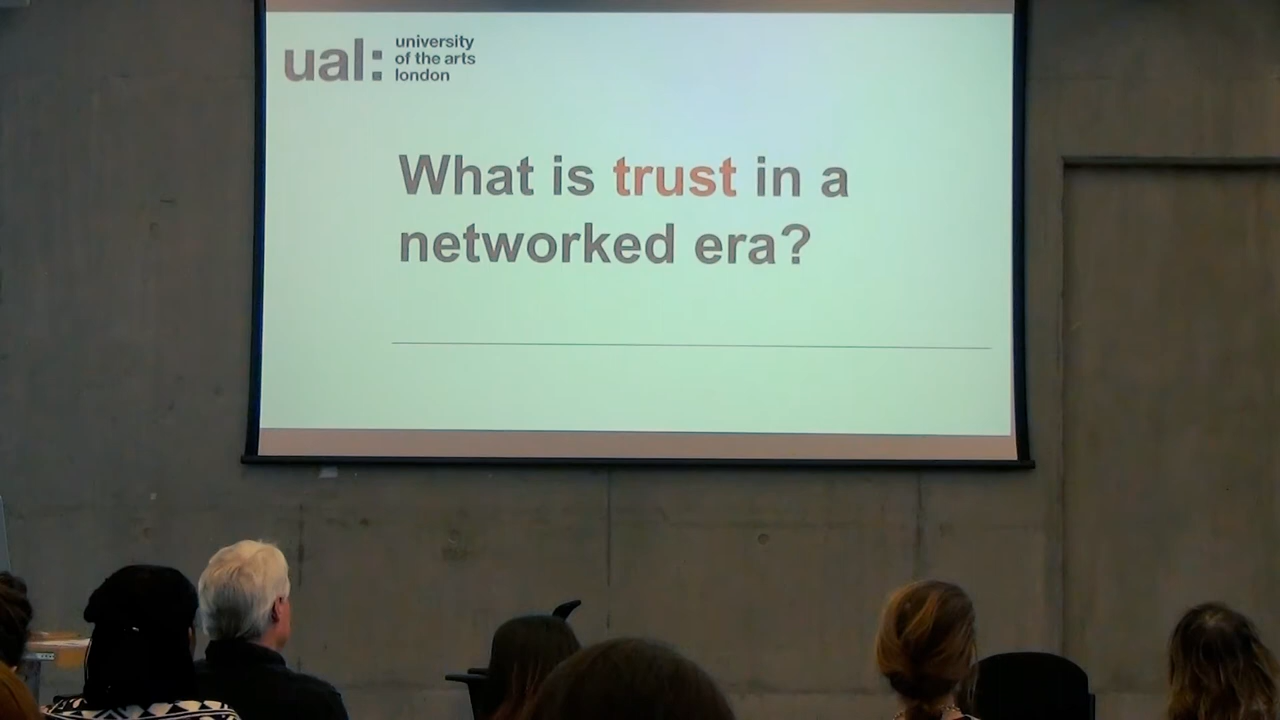 ual:
university
of the arts
london
What is trust in a
networked era?